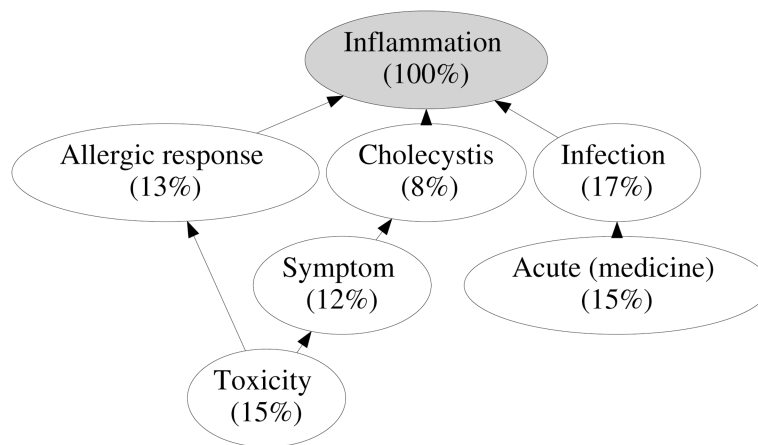 Inflammation
(100%)
Allergic response
(13%)
Cholecystis
(8%)
Infection
(17%)
Symptom
(12%)
Acute (medicine)
(15%)
Toxicity
(15%)